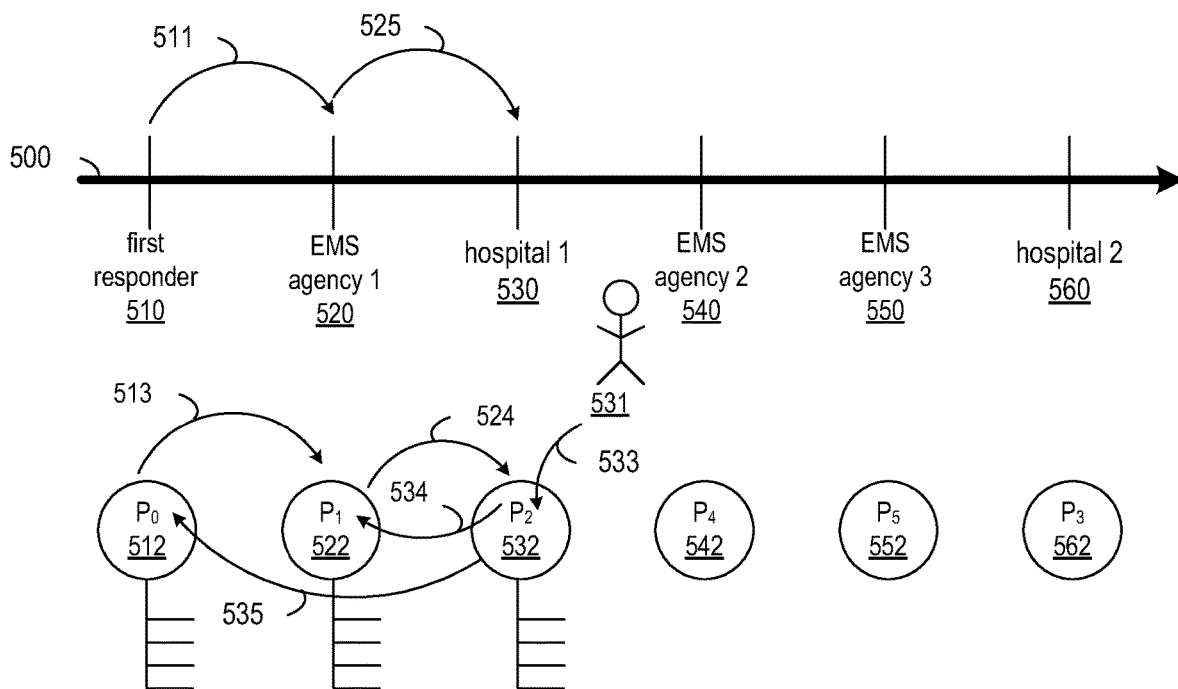 511
525
500
first
responder
510
EMS
agency 1
520
hospital 1
530
EMS
agency 2
540
EMS
agency 3
550
hospital 2
560
531
513
524
533
534
P₀
512
P₁
522
P₂
532
P₄
542
P₅
552
P₃
562
535